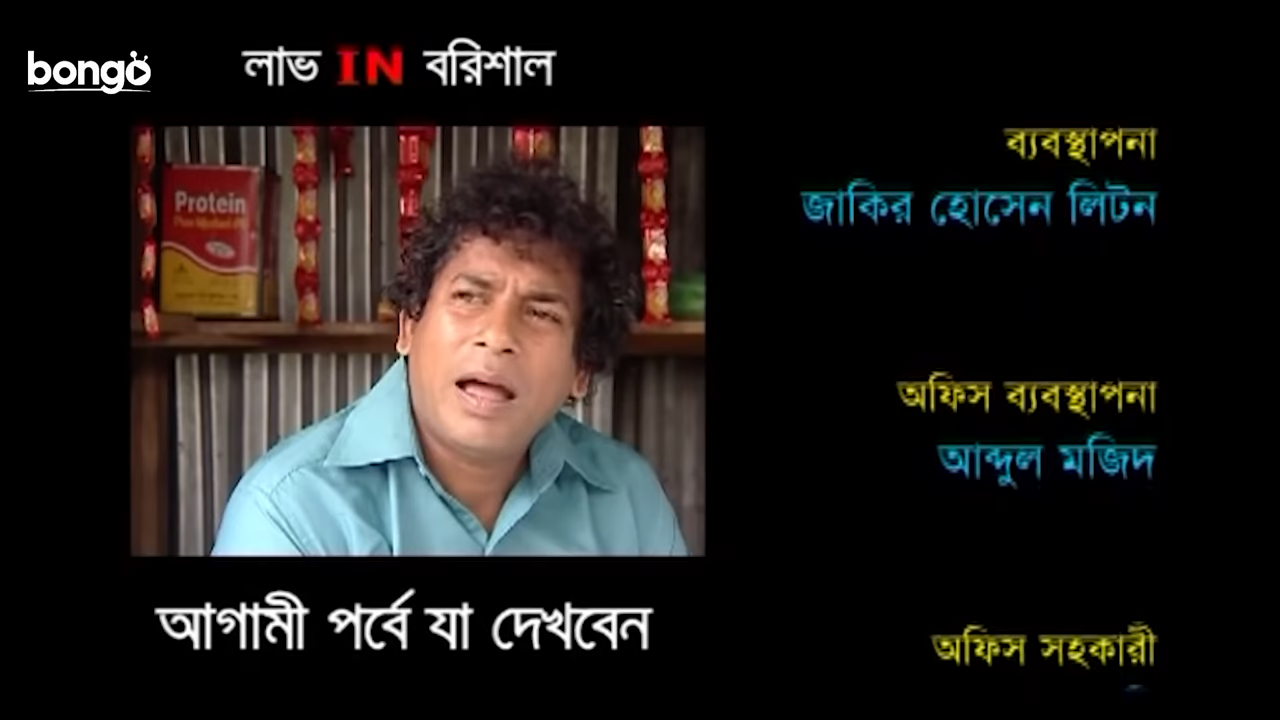 bongo
লাভ IN বরিশাল
Protein
ব্যবস্থাপনা
জাকির হোসেন লিটন
অফিস ব্যবস্থাপনা
আব্দুল মজিদ
আগামী পর্বে যা দেখবেন
অফিস সহকারী